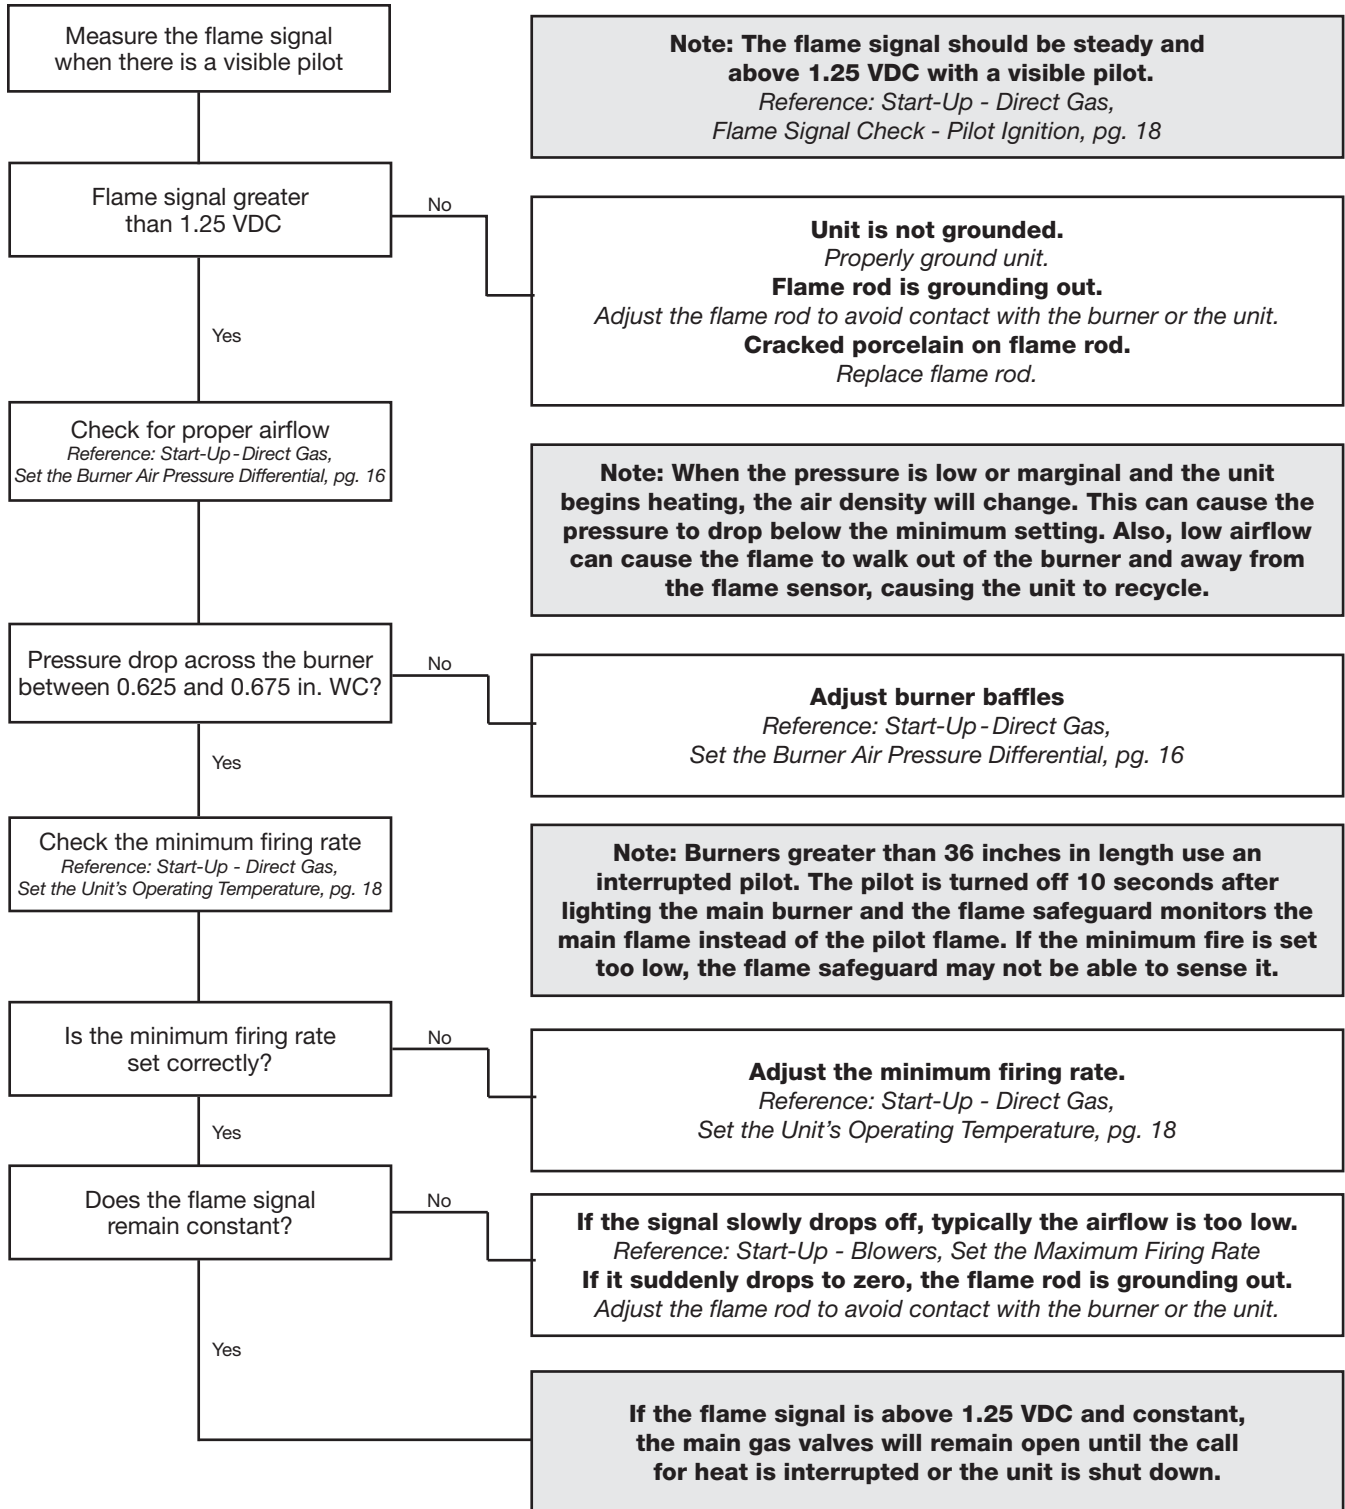 Measure the flame signal
when there is a visible pilot
Note: The flame signal should be steady and
above 1.25 VDC with a visible pilot.
Reference: Start-Up - Direct Gas,
Flame Signal Check - Pilot Ignition, pg. 18
Flame signal greater
than 1.25 VDC
No
Unit is not grounded.
Properly ground unit.
Flame rod is grounding out.
Adjust the flame rod to avoid contact with the burner or the unit.
Cracked porcelain on flame rod.
Replace flame rod.
Yes
Check for proper airflow
Reference: Start-Up - Direct Gas,
Set the Burner Air Pressure Differential, pg. 16
Note: When the pressure is low or marginal and the unit
begins heating, the air density will change. This can cause the
pressure to drop below the minimum setting. Also, low airflow
can cause the flame to walk out of the burner and away from
the flame sensor, causing the unit to recycle.
Pressure drop across the burner
between 0.625 and 0.675 in. WC?
No
Adjust burner baffles
Reference: Start-Up - Direct Gas,
Set the Burner Air Pressure Differential, pg. 16
Yes
Check the minimum firing rate
Reference: Start-Up - Direct Gas,
Set the Unit's Operating Temperature, pg. 18
Note: Burners greater than 36 inches in length use an
interrupted pilot. The pilot is turned off 10 seconds after
lighting the main burner and the flame safeguard monitors the
main flame instead of the pilot flame. If the minimum fire is set
too low, the flame safeguard may not be able to sense it.
Is the minimum firing rate
set correctly?
No
Adjust the minimum firing rate.
Reference: Start-Up - Direct Gas,
Set the Unit's Operating Temperature, pg. 18
Yes
Does the flame signal
remain constant?
No
If the signal slowly drops off, typically the airflow is too low.
Reference: Start-Up - Blowers, Set the Maximum Firing Rate
If it suddenly drops to zero, the flame rod is grounding out.
Adjust the flame rod to avoid contact with the burner or the unit.
Yes
If the flame signal is above 1.25 VDC and constant,
the main gas valves will remain open until the call
for heat is interrupted or the unit is shut down.